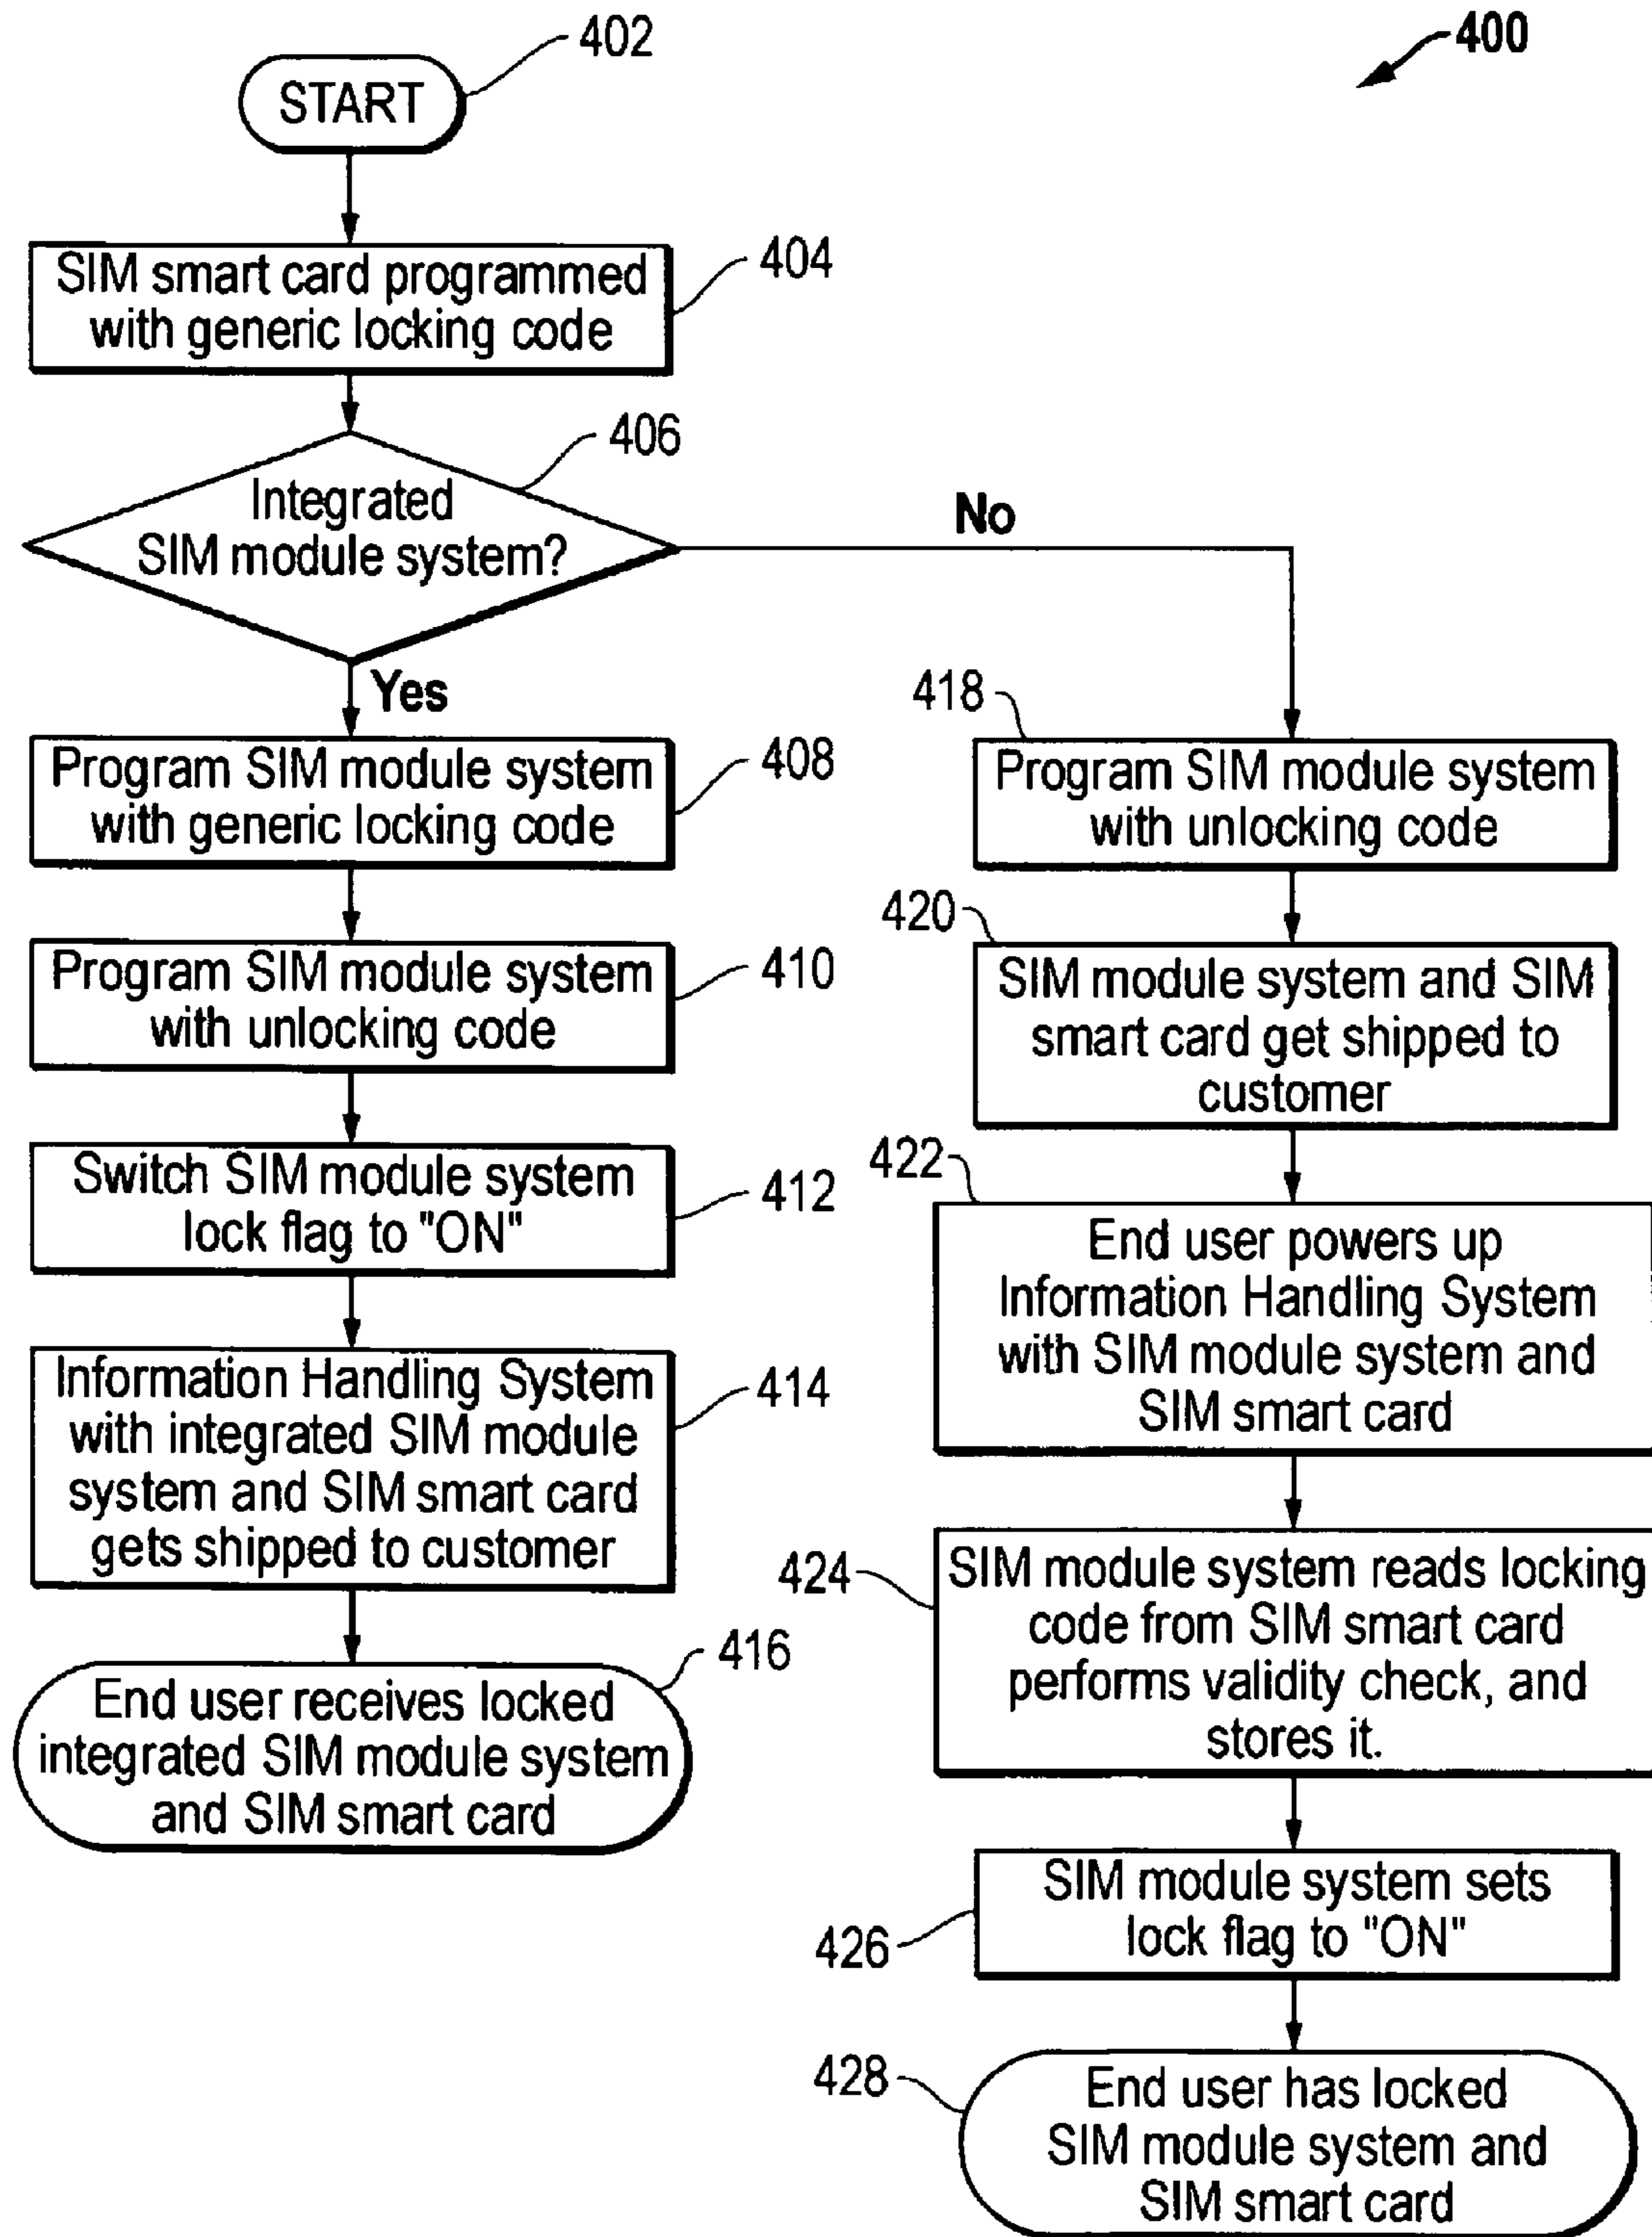 400
402
START
404
SIM smart card programmed
with generic locking code
406
Integrated
SIM module system?
No
Yes
408
Program SIM module system
with generic locking code
410
Program SIM module system
with unlocking code
412
Switch SIM module system
lock flag to "ON"
414
Information Handling System
with integrated SIM module
system and SIM smart card
gets shipped to customer
416
End user receives locked
integrated SIM module system
and SIM smart card
418
Program SIM module system
with unlocking code
420
SIM module system and SIM
smart card get shipped to
customer
422
End user powers up
Information Handling System
with SIM module system and
SIM smart card
424
SIM module system reads locking
code from SIM smart card
performs validity check, and
stores it.
426
SIM module system sets
lock flag to "ON"
428
End user has locked
SIM module system and
SIM smart card